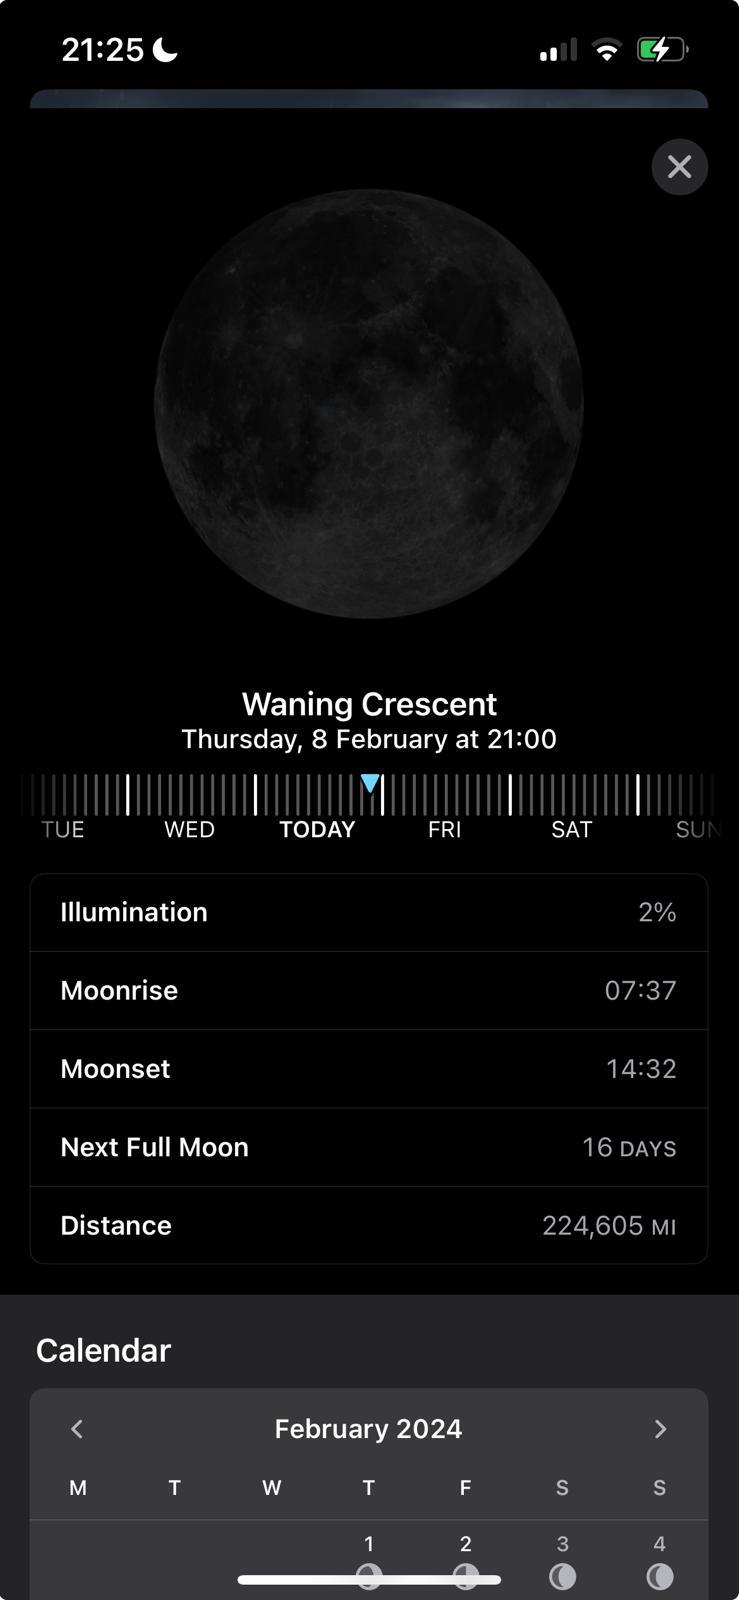 21:25
Waning Crescent
Thursday, 8 February at 21:00
TUE WED TODAY FRI SAT SUN
Illumination 2%
Moonrise 07:37
Moonset 14:32
Next Full Moon 16 DAYS
Distance 224,605 MI
Calendar
February 2024
M T W T F S S
1 2 3 4